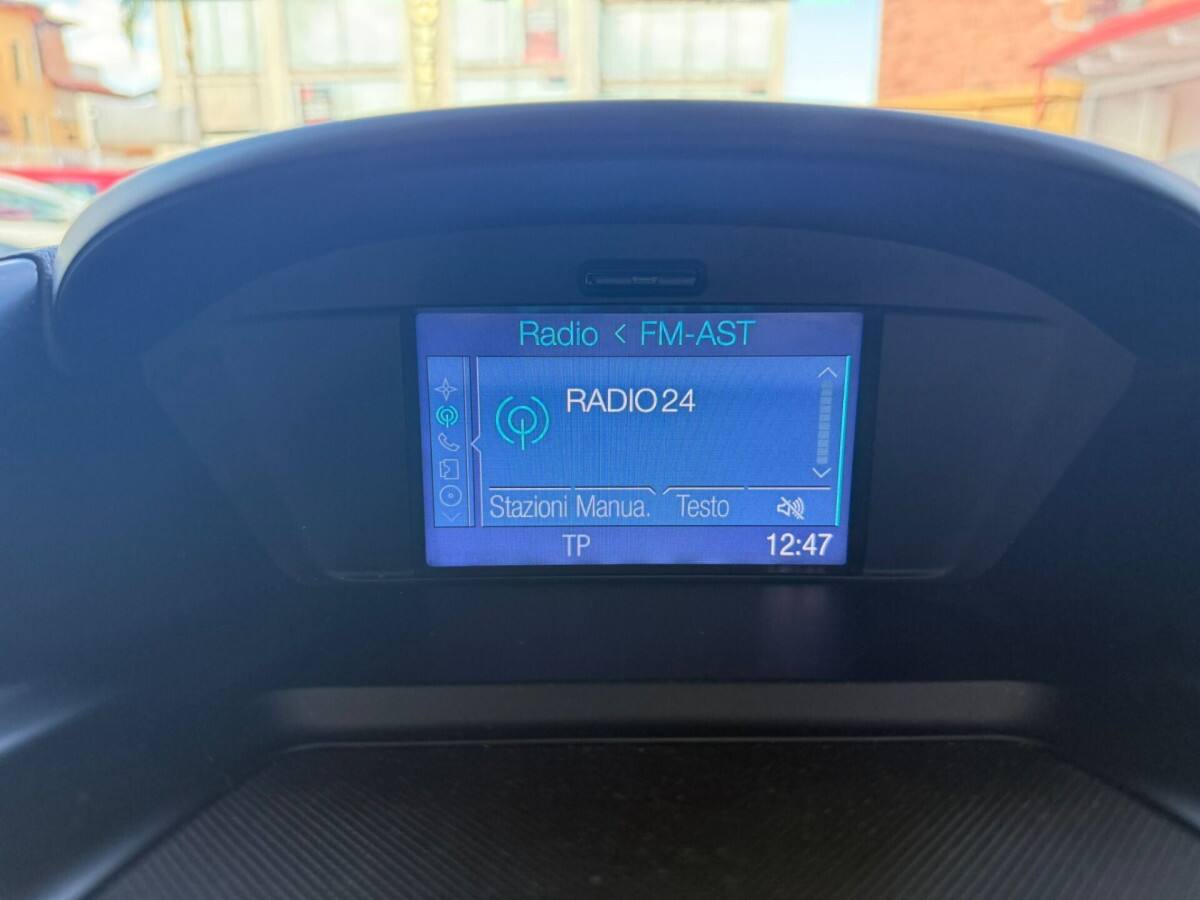 Radio < FM-AST
RADIO 24
Stazioni Manua. Testo
TP 12:47